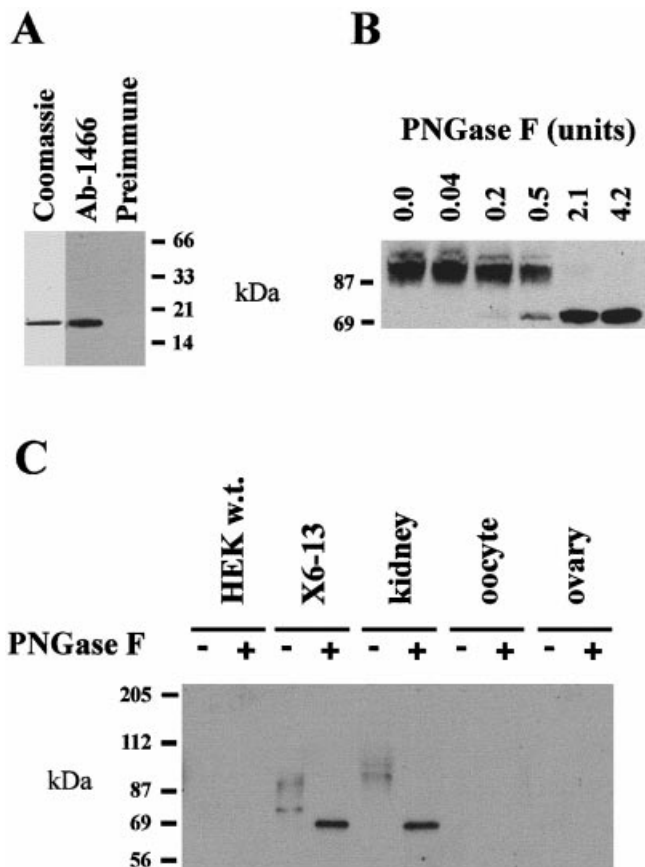 A
Coomassie
Ab-1466
Preimmune
66
33
21
14
kDa
B
PNGase F (units)
0.0
0.04
0.2
0.5
2.1
4.2
87
69
C
HEK w.t.
X6-13
kidney
oocyte
ovary
PNGase F - + - + - + - + - +
205
112
kDa
87
69
56